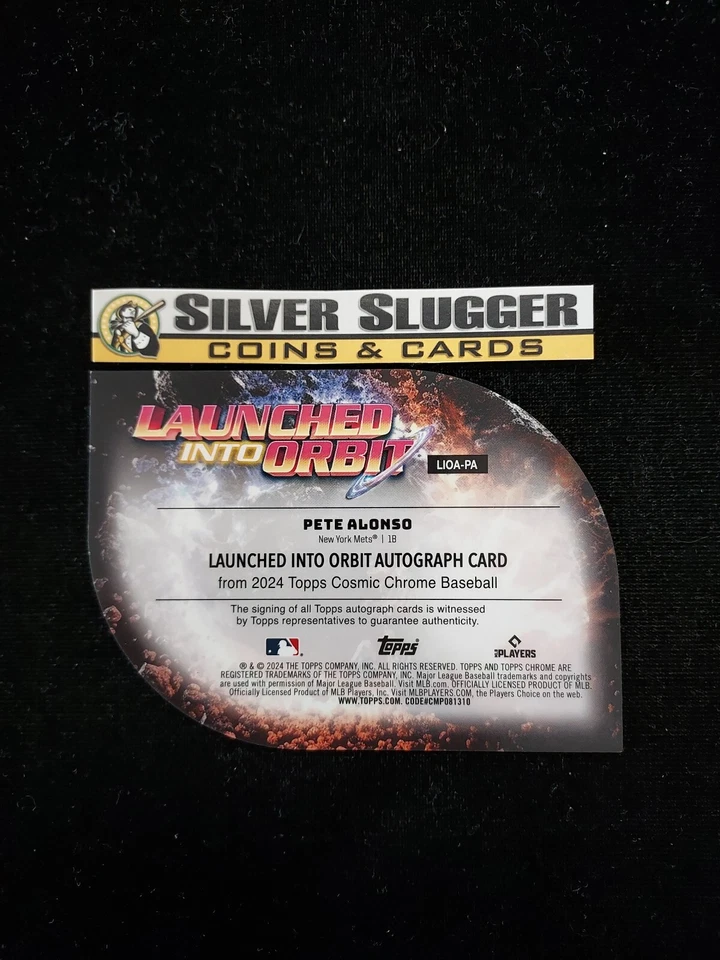 SILVER SLUGGER
COINS & CARDS
LAUNCHED
INTO ORBIT
LIOA-PA
PETE ALONSO
New York Mets® | 1B
LAUNCHED INTO ORBIT AUTOGRAPH CARD
from 2024 Topps Cosmic Chrome Baseball
The signing of all Topps autograph cards is witnessed
by Topps representatives to guarantee authenticity.
Topps
PLAYERS
® & © 2024 THE TOPPS COMPANY, INC. ALL RIGHTS RESERVED. TOPPS AND TOPPS CHROME ARE
REGISTERED TRADEMARKS OF THE TOPPS COMPANY, INC. Major League Baseball trademarks and copyrights
are used with permission of Major League Baseball. Visit MLB.com. OFFICIALLY LICENSED PRODUCT OF MLB.
Officially Licensed Product of MLB Players, Inc. Visit MLBPLAYERS.COM, the Players Choice on the web.
WWW.TOPPS.COM. CODE#CMP081310